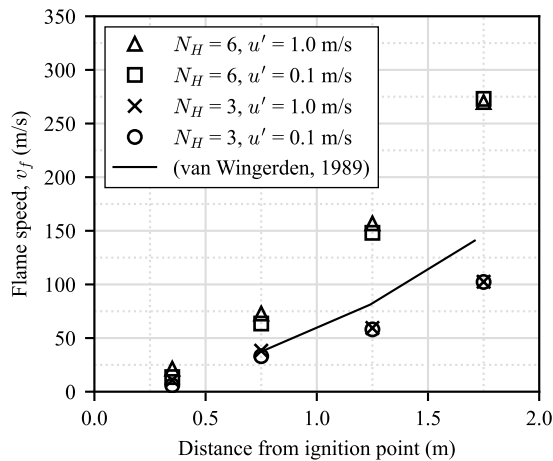 350
300
250
200
150
100
50
0
Flame speed, v_f (m/s)
N_H = 6, u′ = 1.0 m/s
N_H = 6, u′ = 0.1 m/s
N_H = 3, u′ = 1.0 m/s
N_H = 3, u′ = 0.1 m/s
(van Wingerden, 1989)
0.0 0.5 1.0 1.5 2.0
Distance from ignition point (m)